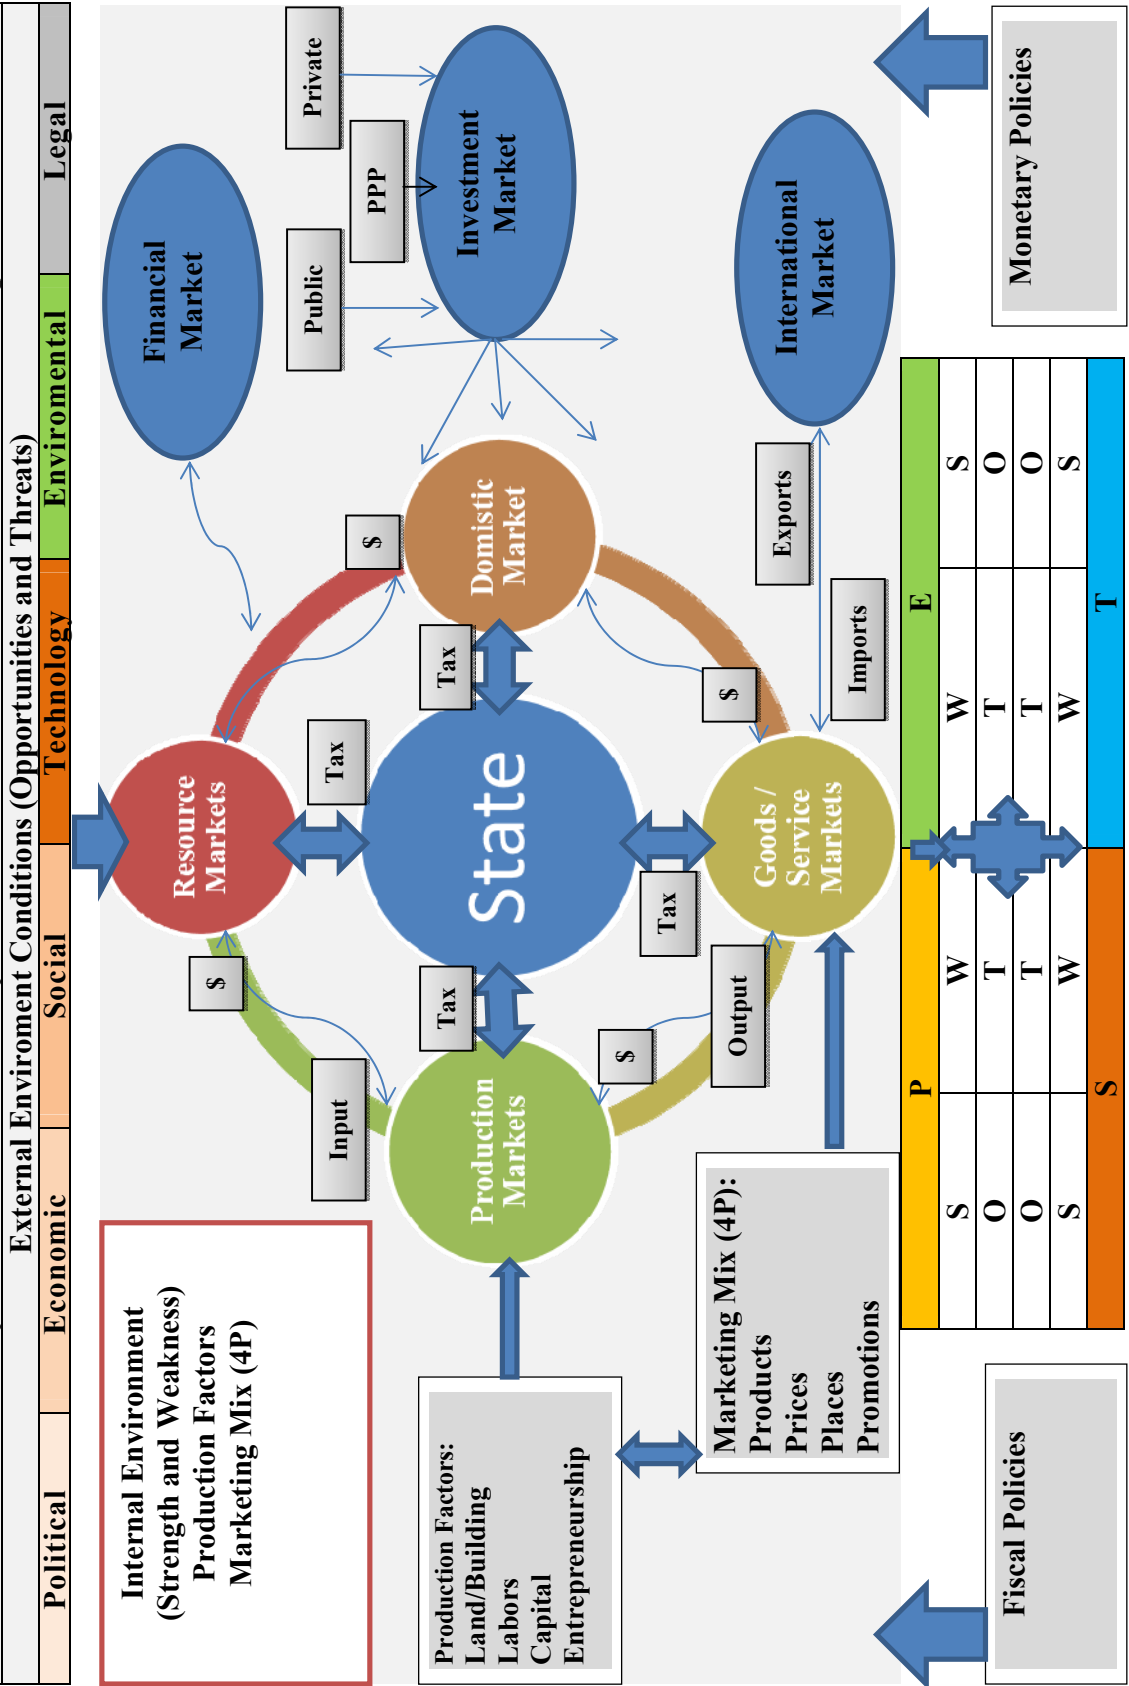 External Enviroment Conditions (Opportunities and Threats)
Political
Economic
Social
Technology
Enviromental
Legal
Internal Environment
(Strength and Weakness)
Production Factors
Marketing Mix (4P)
Resource
Markets
Financial
Market
$
$
Input
Tax
Public
PPP
Private
Production
Markets
Tax
State
Tax
Domistic
Market
Investment
Market
Production Factors:
Land/Building
Labors
Capital
Entrepreneurship
$
Tax
Output
$
Goods /
Service
Markets
Exports
Imports
International
Market
Marketing Mix (4P):
Products
Prices
Places
Promotions
Fiscal Policies
P E
S W W S
O T T O
O T T O
S W W S
S T
Monetary Policies